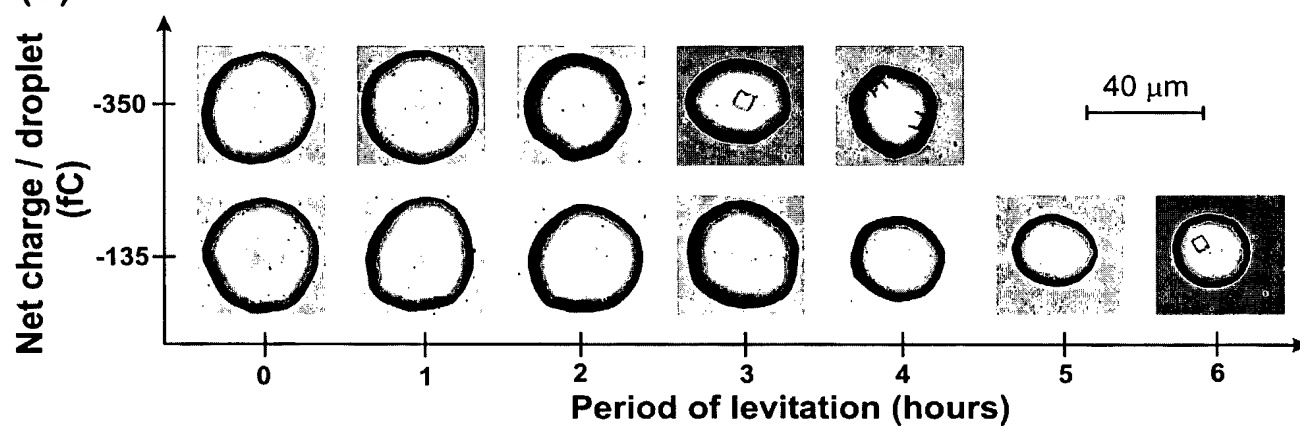 Net charge / droplet
(fC)
-350
-135
40 μm
0 1 2 3 4 5 6
Period of levitation (hours)